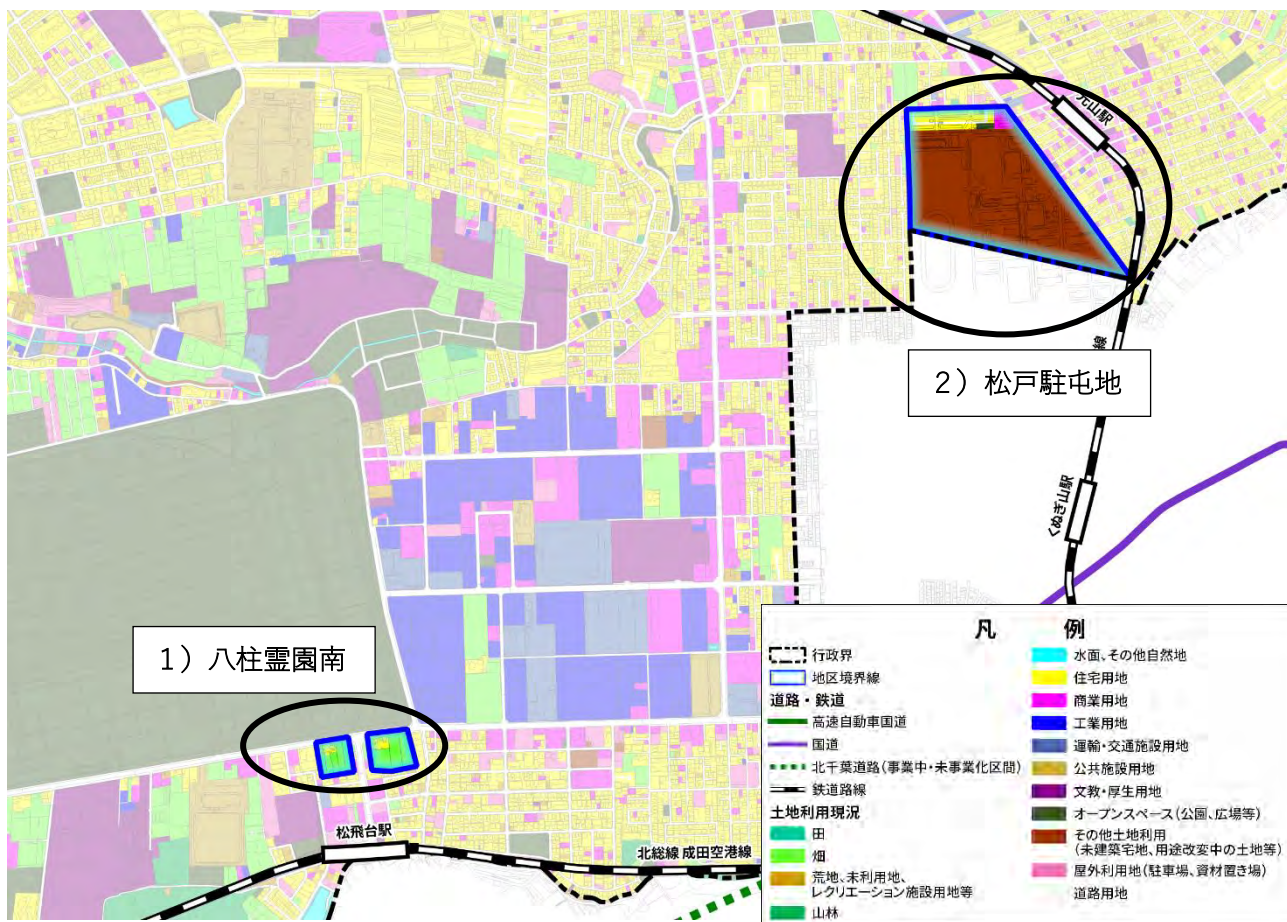 元山駅
2）松戸駐屯地
線
くぬぎ山駅
1）八柱霊園南
松飛台駅
北総線 成田空港線
凡 例
行政界
地区境界線
道路・鉄道
高速自動車国道
国道
北千葉道路(事業中・未事業化区間)
鉄道路線
土地利用現況
田
畑
荒地、未利用地、
レクリエーション施設用地等
山林
水面、その他自然地
住宅用地
商業用地
工業用地
運輸・交通施設用地
公共施設用地
文教・厚生用地
オープンスペース(公園、広場等)
その他土地利用
(未建築宅地、用途改変中の土地等)
屋外利用地(駐車場、資材置き場)
道路用地